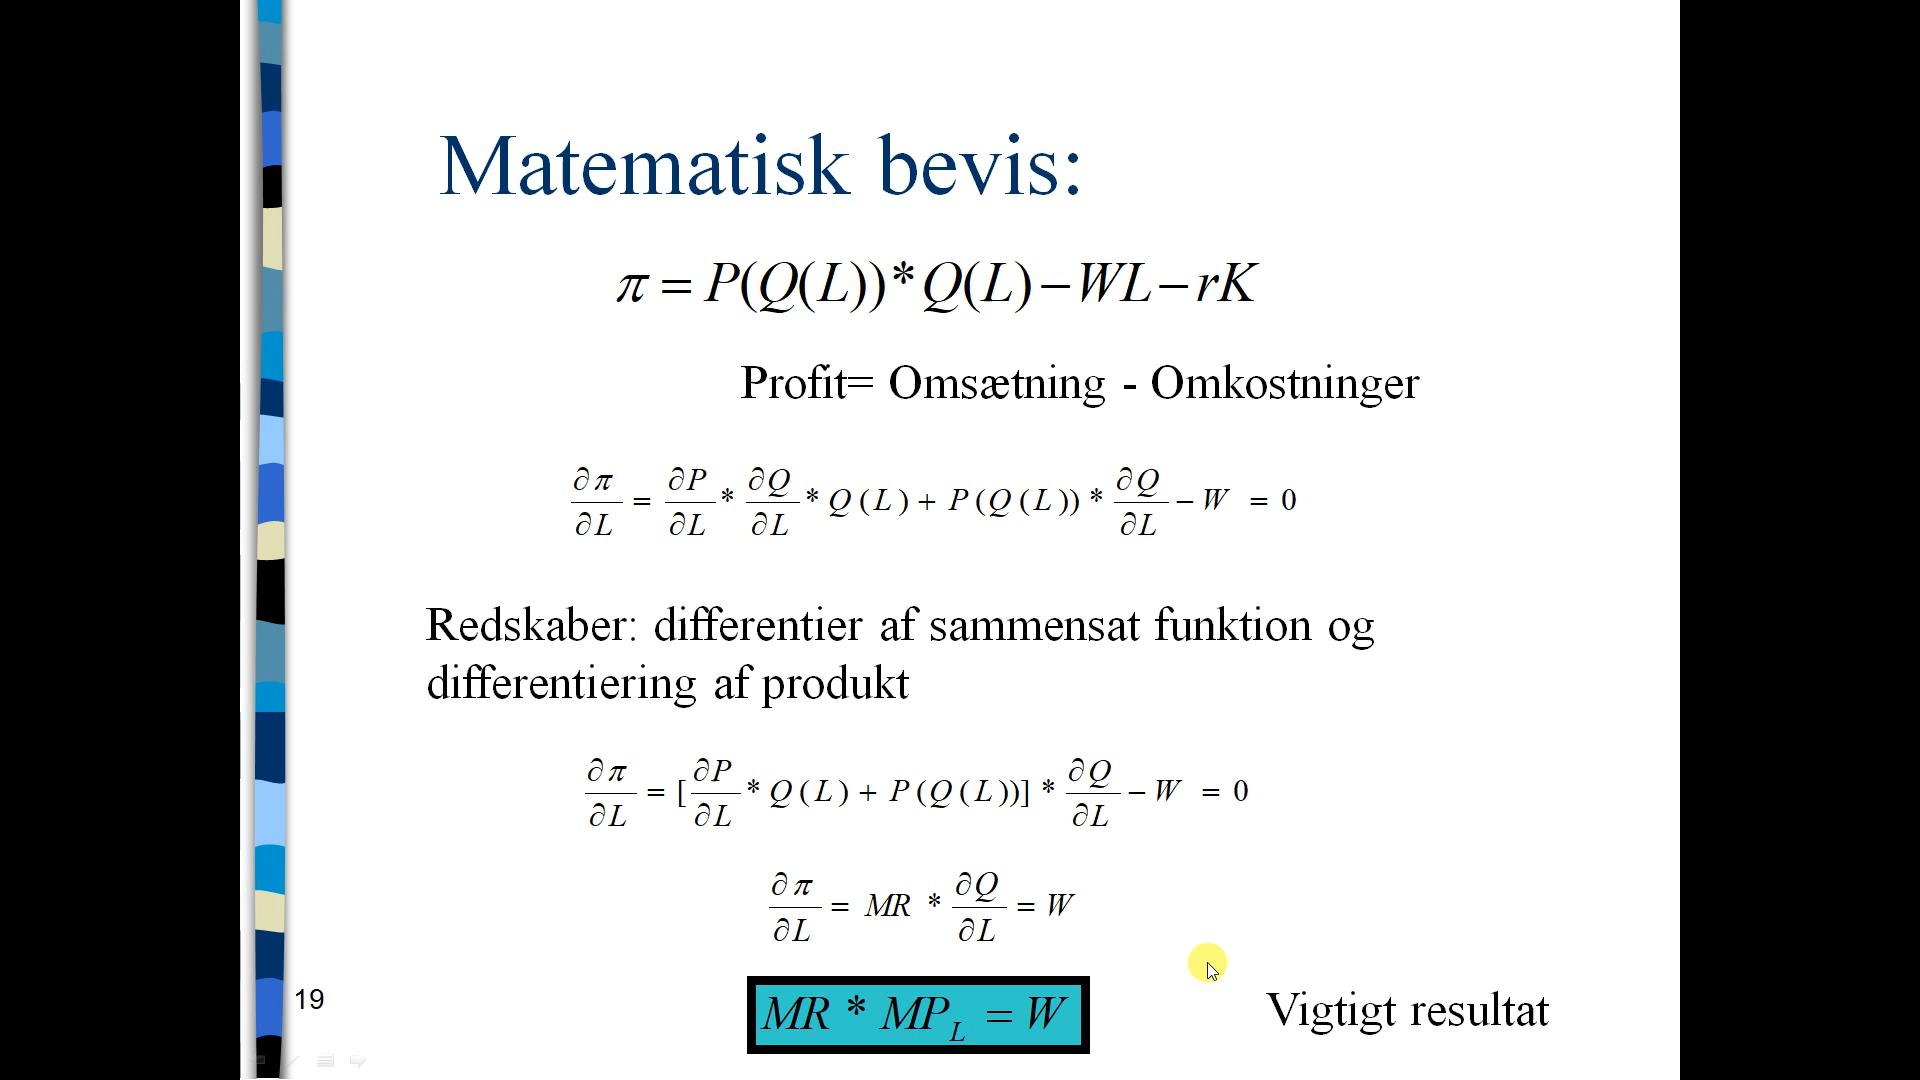 Matematisk bevis:
π = P(Q(L))*Q(L)−WL−rK
Profit= Omsætning - Omkostninger
∂π/∂L = ∂P/∂L * ∂Q/∂L * Q(L) + P(Q(L)) * ∂Q/∂L − W = 0
Redskaber: differentier af sammensat funktion og
differentiering af produkt
∂π/∂L = [∂P/∂L * Q(L) + P(Q(L))] * ∂Q/∂L − W = 0
∂π/∂L = MR * ∂Q/∂L = W
MR * MP_L = W
Vigtigt resultat
19